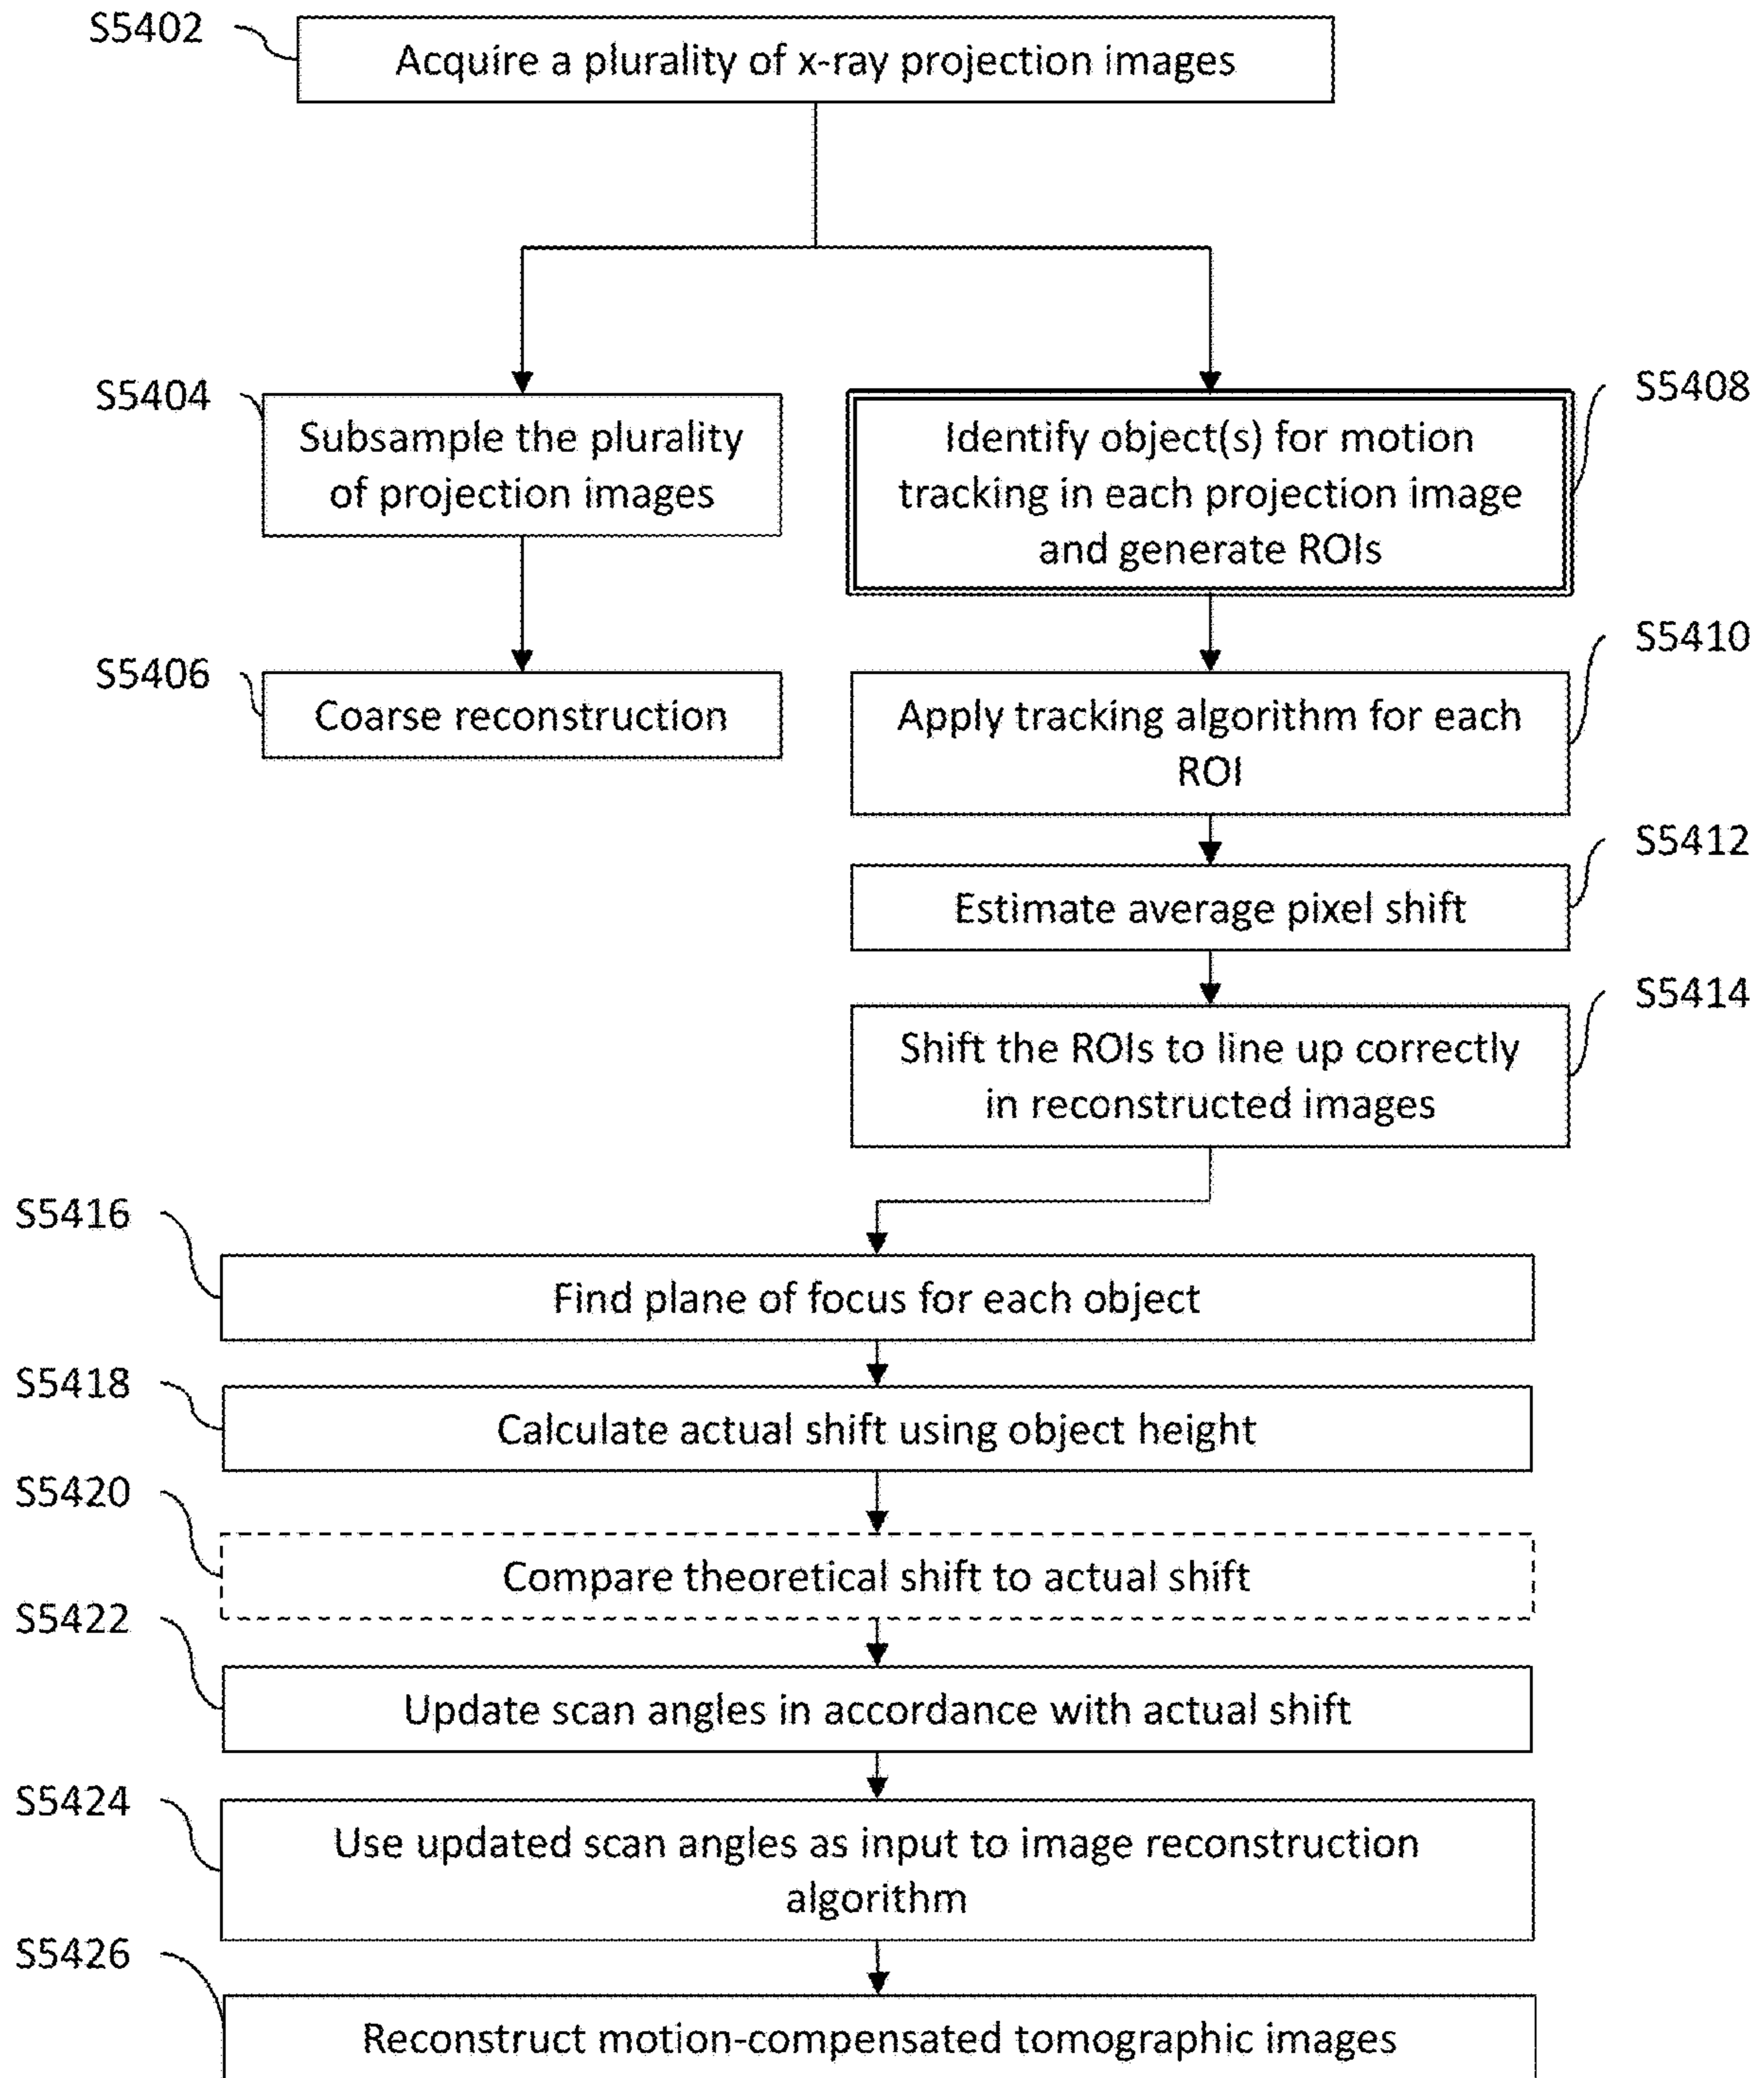 S5402
Acquire a plurality of x-ray projection images
S5404
Subsample the plurality
of projection images
S5408
Identify object(s) for motion
tracking in each projection image
and generate ROIs
S5406
Coarse reconstruction
S5410
Apply tracking algorithm for each
ROI
S5412
Estimate average pixel shift
S5414
Shift the ROIs to line up correctly
in reconstructed images
S5416
Find plane of focus for each object
S5418
Calculate actual shift using object height
S5420
Compare theoretical shift to actual shift
S5422
Update scan angles in accordance with actual shift
S5424
Use updated scan angles as input to image reconstruction
algorithm
S5426
Reconstruct motion-compensated tomographic images